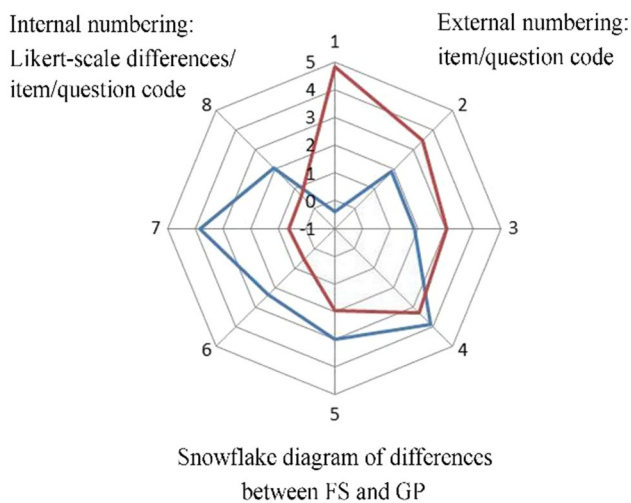 Internal numbering:
Likert-scale differences/
item/question code
External numbering:
item/question code
1
2
3
4
5
6
7
8
5
4
3
2
1
0
-1
Snowflake diagram of differences
between FS and GP